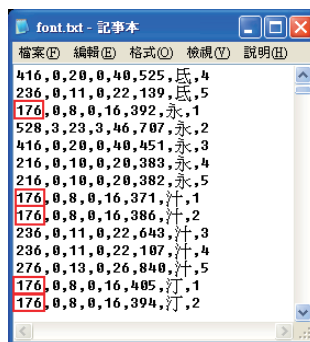 font.txt - 記事本
檔案(F) 編輯(E) 格式(O) 檢視(V) 說明(H)
416,0,20,0,40,525,氏,4
236,0,11,0,22,139,氏,5
176,0,8,0,16,392,永,1
528,3,23,3,46,707,永,2
416,0,20,0,40,451,永,3
216,0,10,0,20,383,永,4
216,0,10,0,20,382,永,5
176,0,8,0,16,371,汁,1
176,0,8,0,16,386,汁,2
236,0,11,0,22,643,汁,3
236,0,11,0,22,107,汁,4
276,0,13,0,26,840,汁,5
176,0,8,0,16,405,汀,1
176,0,8,0,16,394,汀,2